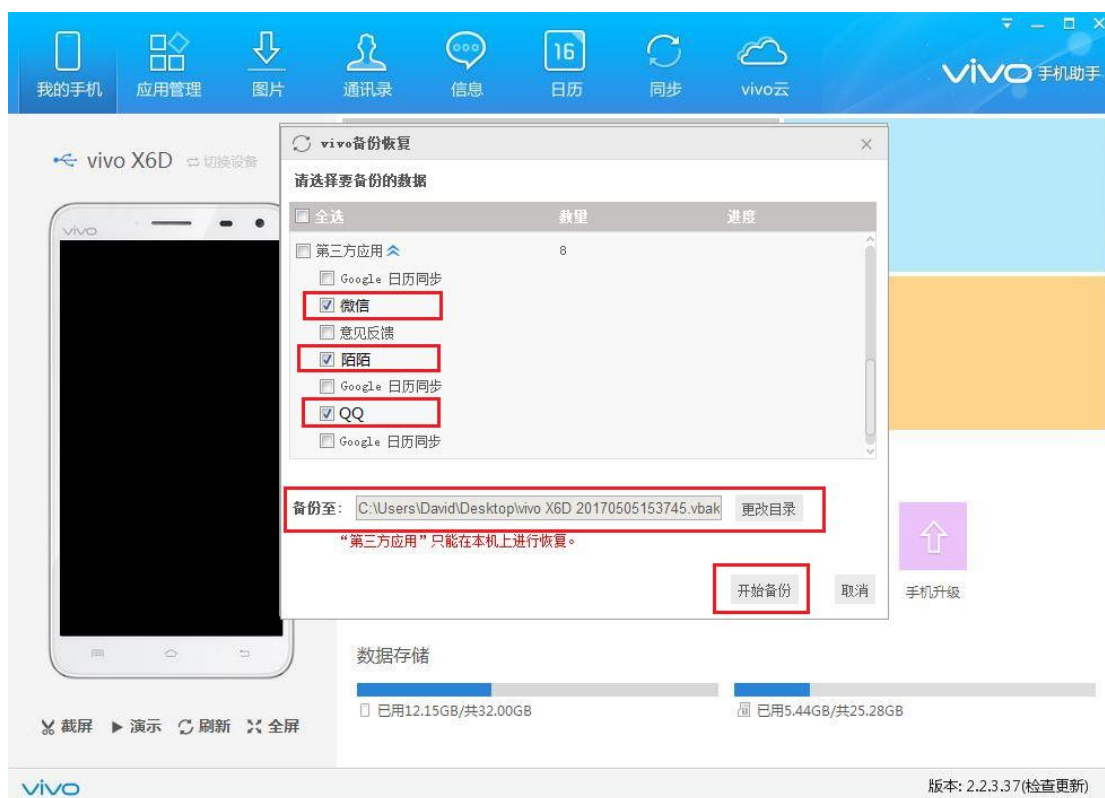 我的手机 应用管理 图片 通讯录 信息 16 日历 同步 vivo云 vivo 手机助手
vivo X6D 切换设备
vivo
vivo备份恢复
请选择要备份的数据
全选 数量 进度
第三方应用 8
Google 日历同步
微信
意见反馈
陌陌
Google 日历同步
QQ
Google 日历同步
备份至: C:\Users\David\Desktop\vivo X6D 20170505153745.vbak 更改目录
“第三方应用”只能在本机上进行恢复。
开始备份 取消
手机升级
数据存储
已用12.15GB/共32.00GB 已用5.44GB/共25.28GB
截屏 演示 刷新 全屏
vivo 版本: 2.2.3.37(检查更新)